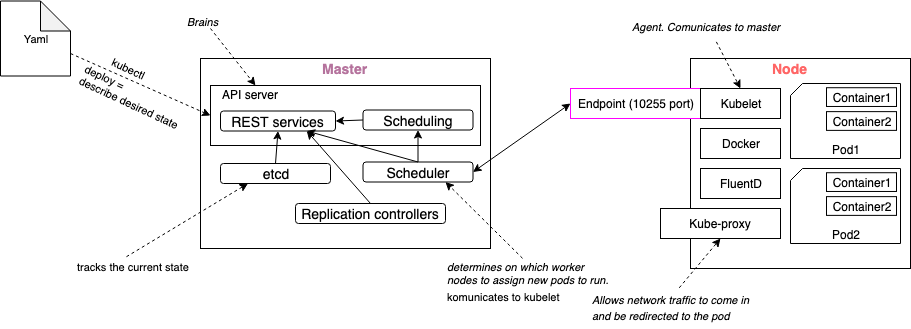 Yaml
kubectl
deploy =
describe desired state
Brains
Master
API server
REST services
Scheduling
etcd
Scheduler
Replication controllers
tracks the current state
determines on which worker
nodes to assign new pods to run.
komunicates to kubelet
Agent. Comunicates to master
Node
Endpoint (10255 port)
Kubelet
Docker
FluentD
Kube-proxy
Container1
Container2
Pod1
Container1
Container2
Pod2
Allows network traffic to come in
and be redirected to the pod